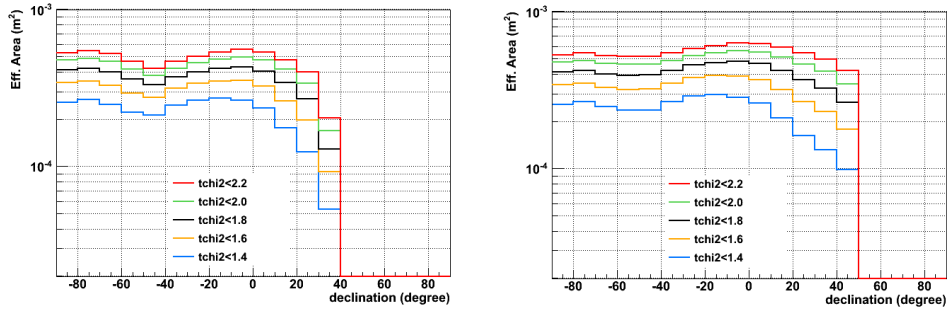 Eff. Area (m²)
10⁻³
10⁻⁴
tchi2<2.2
tchi2<2.0
tchi2<1.8
tchi2<1.6
tchi2<1.4
-80 -60 -40 -20 0 20 40 60 80
declination (degree)
Eff. Area (m²)
10⁻³
10⁻⁴
tchi2<2.2
tchi2<2.0
tchi2<1.8
tchi2<1.6
tchi2<1.4
-80 -60 -40 -20 0 20 40 60 80
declination (degree)